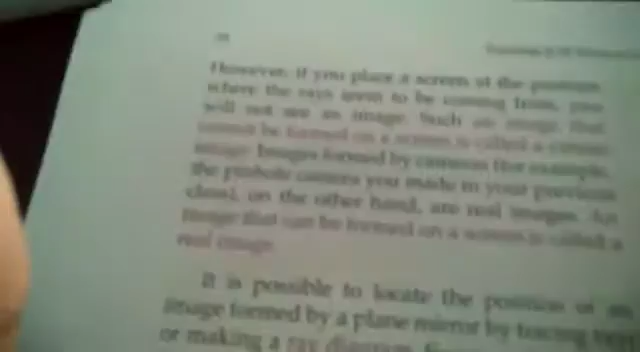 However, if you place a screen at the position
where the rays seem to be coming from, you
will not see an image. Such an image that
cannot be formed on a screen is called a virtual
image. Images formed by cameras (for example,
the pinhole camera you made in your previous
class), on the other hand, are real images. An
image that can be formed on a screen is called a
real image.
It is possible to locate the position of an
image formed by a plane mirror by tracing
or making a ray diagram.